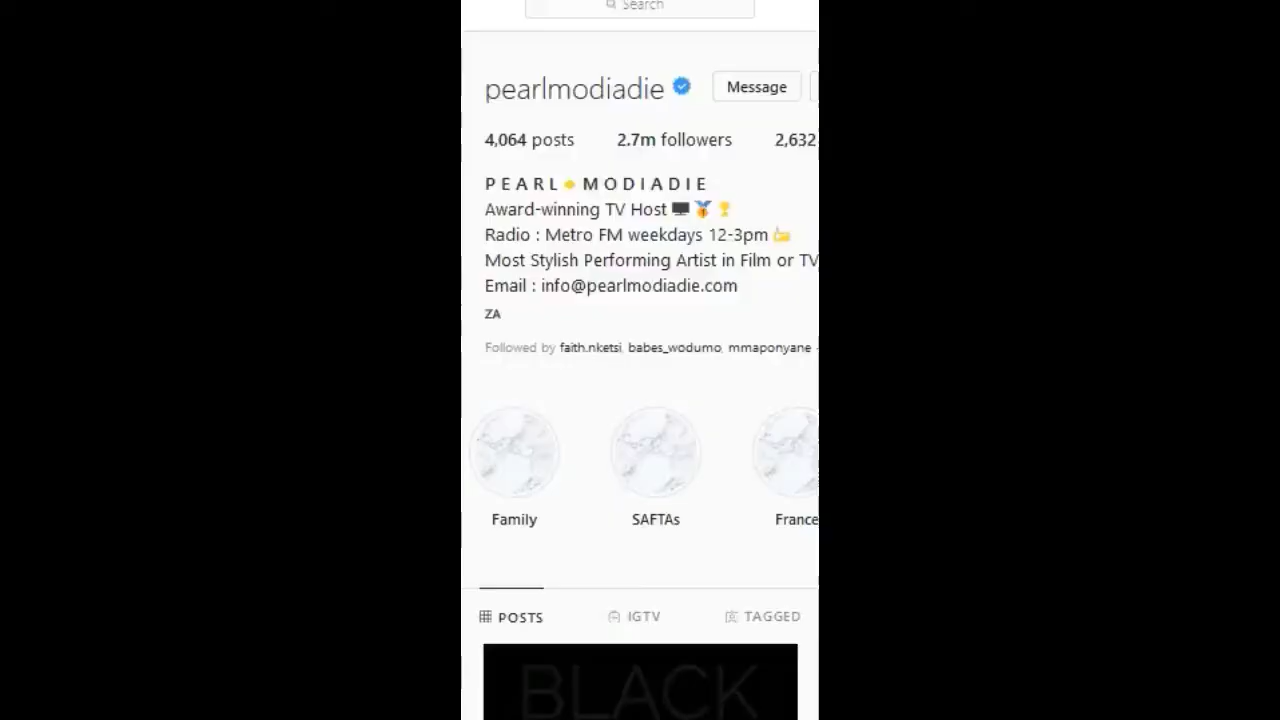 Search
pearlmodiadie Message
4,064 posts 2.7m followers 2,632
PEARL MODIADIE
Award-winning TV Host
Radio : Metro FM weekdays 12-3pm
Most Stylish Performing Artist in Film or TV
Email : info@pearlmodiadie.com
ZA
Followed by faith.nketsi, babes_wodumo, mmaponyane
Family SAFTAs France
POSTS IGTV TAGGED
BLACK